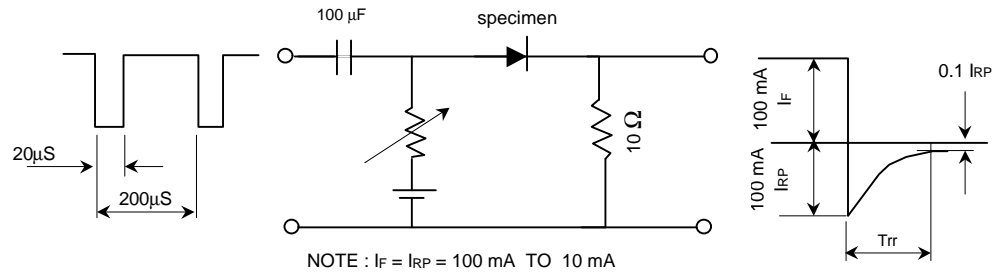 100 μF
specimen
20μS
200μS
10 Ω
100 mA
IF
100 mA
IRP
0.1 IRP
Trr
NOTE : IF = IRP = 100 mA TO 10 mA